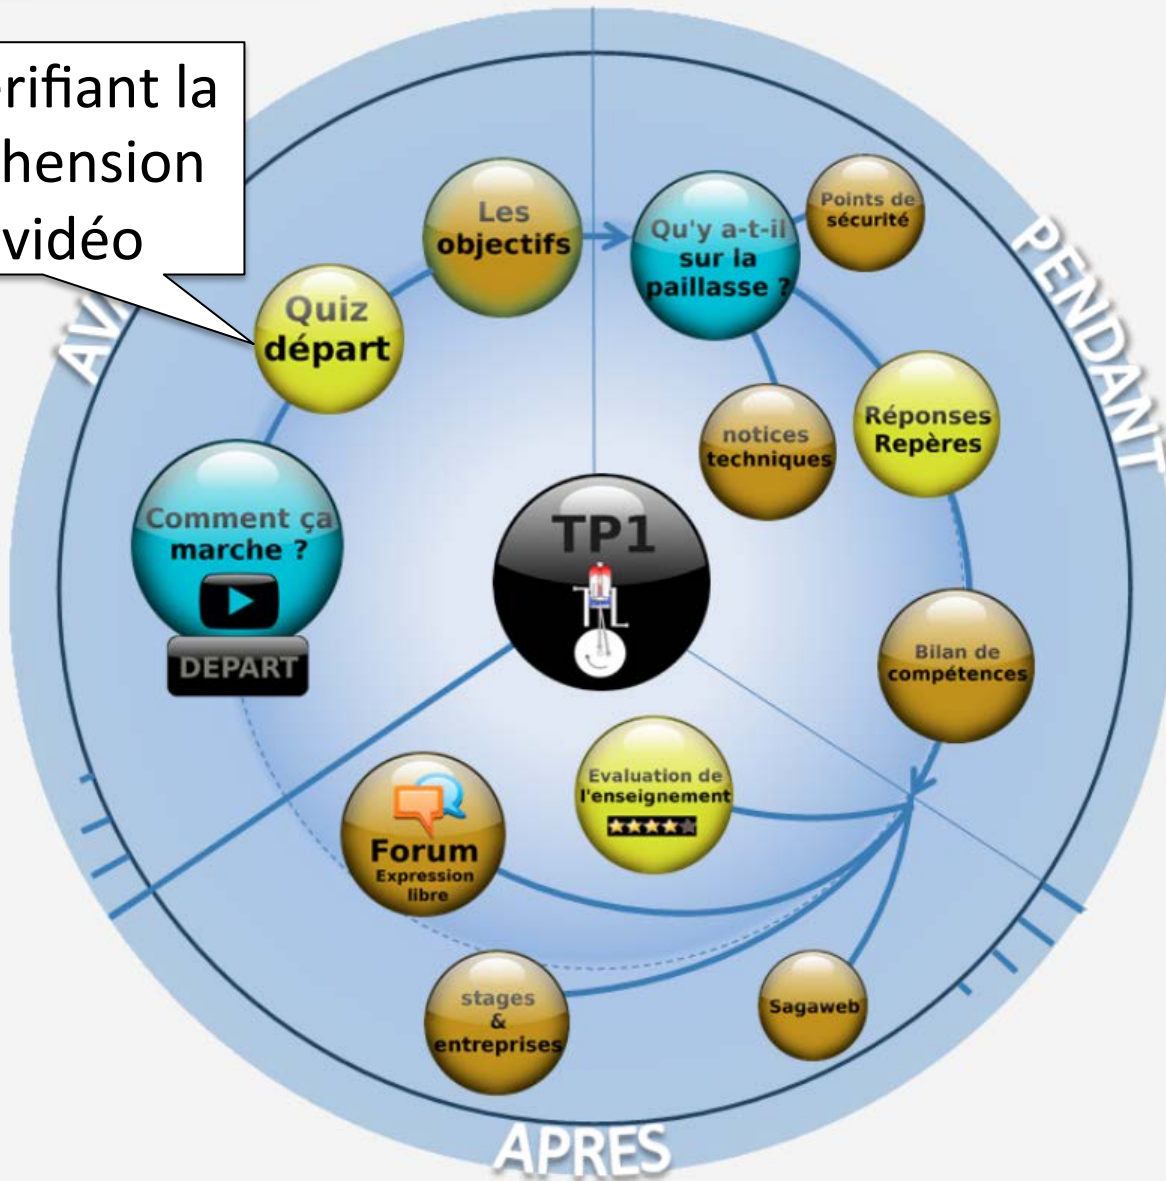 rifiant la
hension
vidéo
Les
objectifs
Qu'y a-t-il
sur la
paillasse ?
Points de
sécurité
PENDANT
Quiz
départ
notices
techniques
Réponses
Repères
Comment ça
marche ?
DEPART
TP1
Bilan de
compétences
Evaluation de
l'enseignement
Forum
Expression
libre
stages
&
entreprises
Sagaweb
APRES